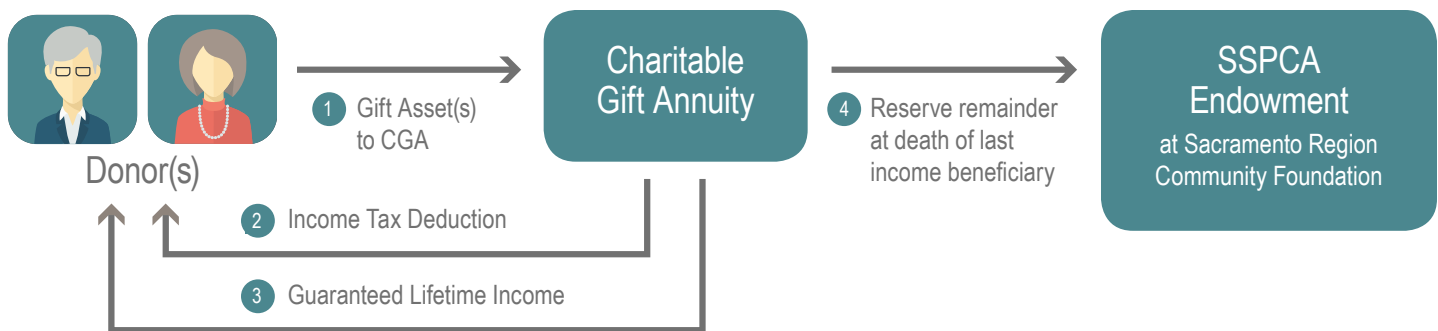 Donor(s)
1 Gift Asset(s)
to CGA
Charitable
Gift Annuity
4 Reserve remainder
at death of last
income beneficiary
SSPCA
Endowment
at Sacramento Region
Community Foundation
2 Income Tax Deduction
3 Guaranteed Lifetime Income